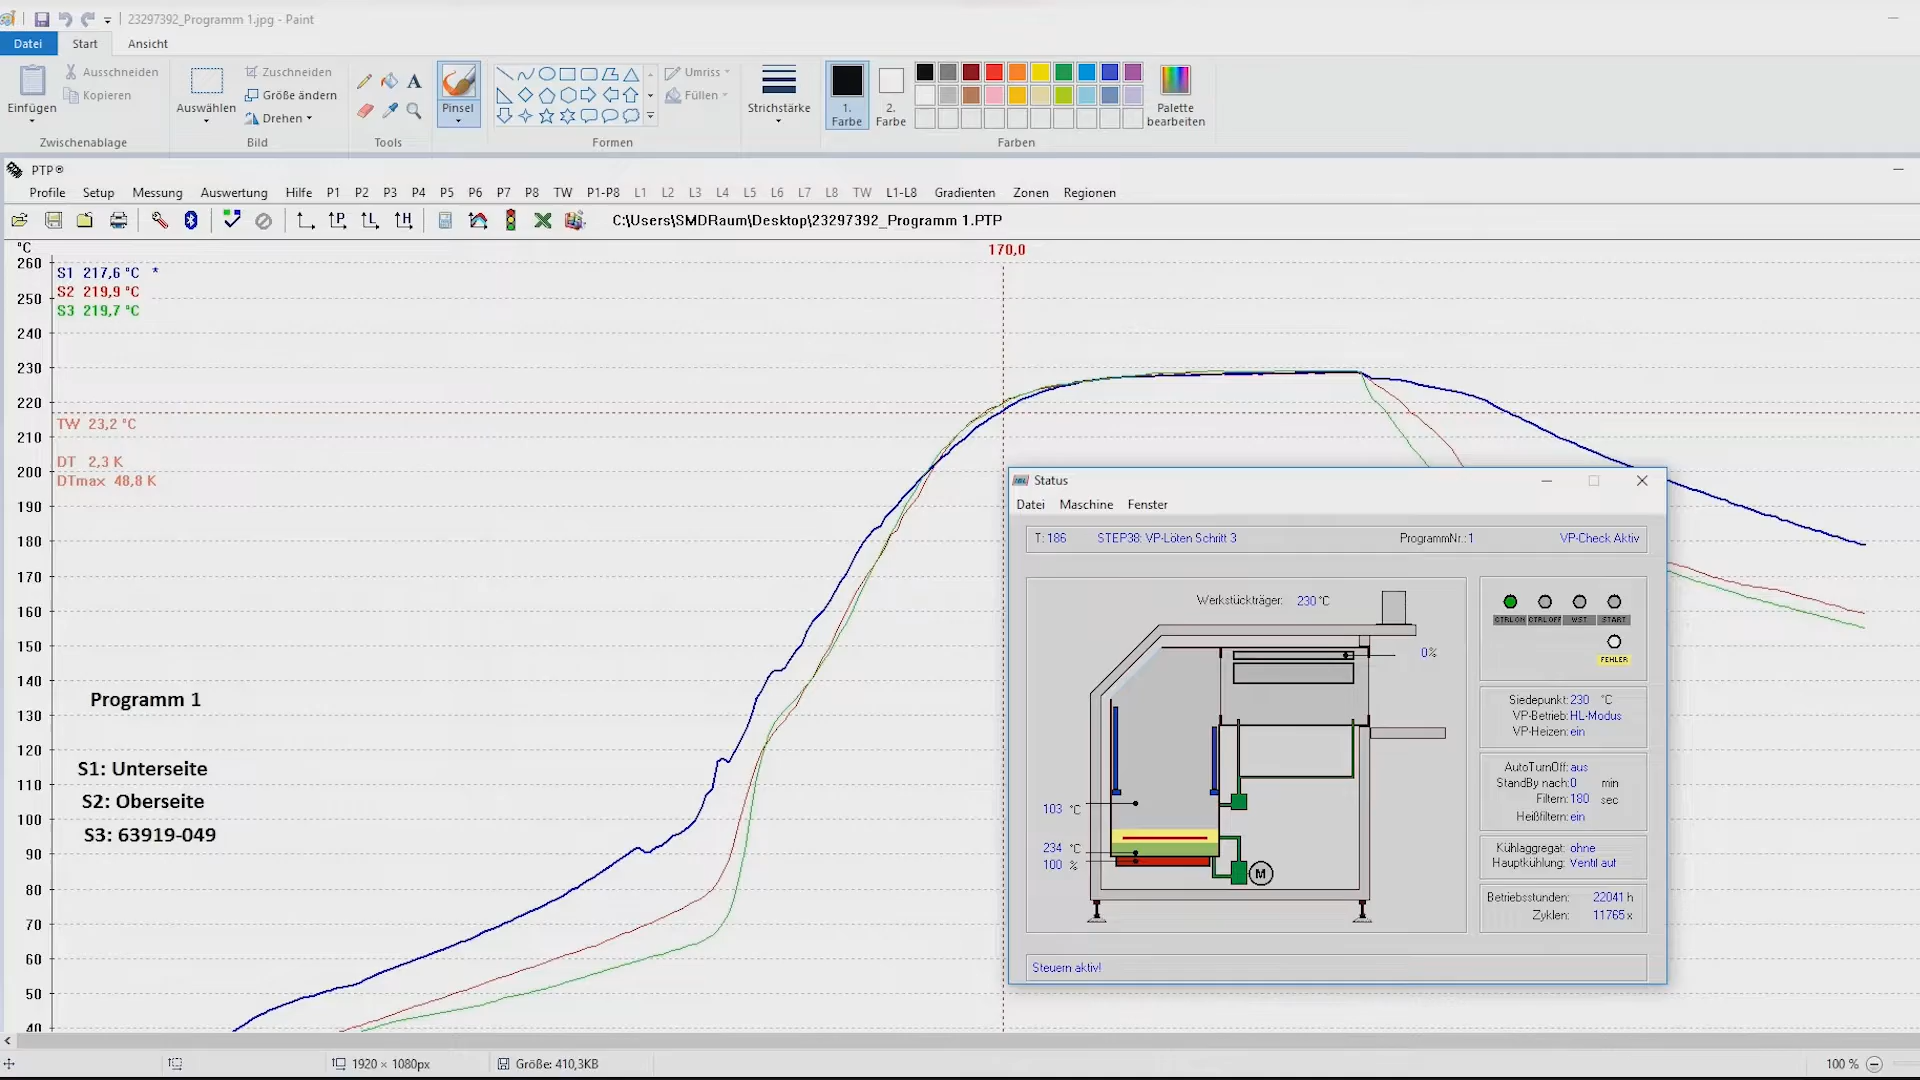 23297392_Programm 1.jpg - Paint
Datei Start Ansicht
Einfügen
Ausschneiden
Kopieren
Zwischenablage
Auswählen
Zuschneiden
Größe ändern
Drehen
Bild
Tools
Pinsel
Formen
Umriss
Füllen
Strichstärke
1. Farbe
2. Farbe
Palette bearbeiten
Farben
PTP®
Profile Setup Messung Auswertung Hilfe P1 P2 P3 P4 P5 P6 P7 P8 TW P1-P8 L1 L2 L3 L4 L5 L6 L7 L8 TW L1-L8 Gradienten Zonen Regionen
P L H C:\Users\SMDRaum\Desktop\23297392_Programm 1.PTP
°C
170,0
260
S1 217,6 °C *
S2 219,9 °C
250
S3 219,7 °C
240
230
220
TW 23,2 °C
210
DT 2,3 K
200
DTmax 48,8 K
190
180
170
160
150
140
Programm 1
130
120
S1: Unterseite
110
S2: Oberseite
100
S3: 63919-049
90
80
70
60
50
40
Status
Datei Maschine Fenster
T: 186 STEP38: VP-Löten Schritt 3 ProgrammNr.: 1 VP-Check Aktiv
Werkstückträger: 230 °C
0%
103 °C
234 °C
100 %
M
CTRL ON CTRL OFF WST START
FEHLER
Siedepunkt: 230 °C
VP-Betrieb: HL-Modus
VP-Heizen: ein
AutoTurnOff: aus
StandBy nach: 0 min
Filtern: 180 sec
Heißfiltern: ein
Kühlaggregat: ohne
Hauptkühlung: Ventil auf
Betriebsstunden: 22041 h
Zyklen: 11765 x
Steuern aktiv!
1920 × 1080px Größe: 410,3KB 100 %